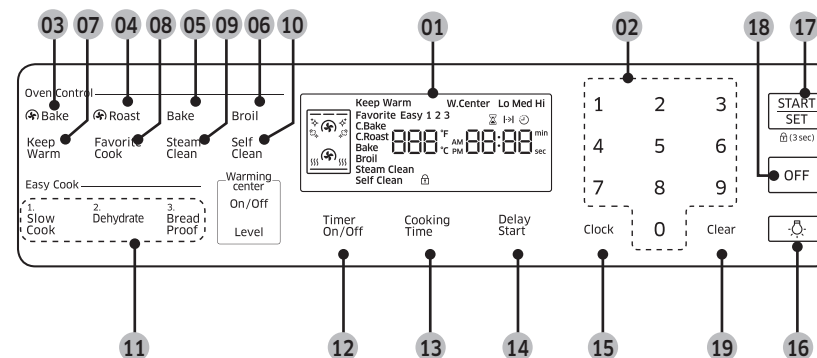 03 07 04 08 05 09 06 10 01 02 18 17
Oven Control
Bake Roast Bake Broil
Keep Warm Favorite Cook Steam Clean Self Clean
Easy Cook
1. Slow Cook
2. Dehydrate
3. Bread Proof
Warming center
On/Off
Level
Keep Warm W.Center Lo Med Hi
Favorite Easy 1 2 3
C.Bake
C.Roast
Bake
Broil
Steam Clean
Self Clean
888 °F °C AM PM 88:88 min sec
Timer On/Off
Cooking Time
Delay Start
1 2 3
4 5 6
7 8 9
Clock 0 Clear
START
SET
(3 sec)
OFF
11 12 13 14 15 19 16